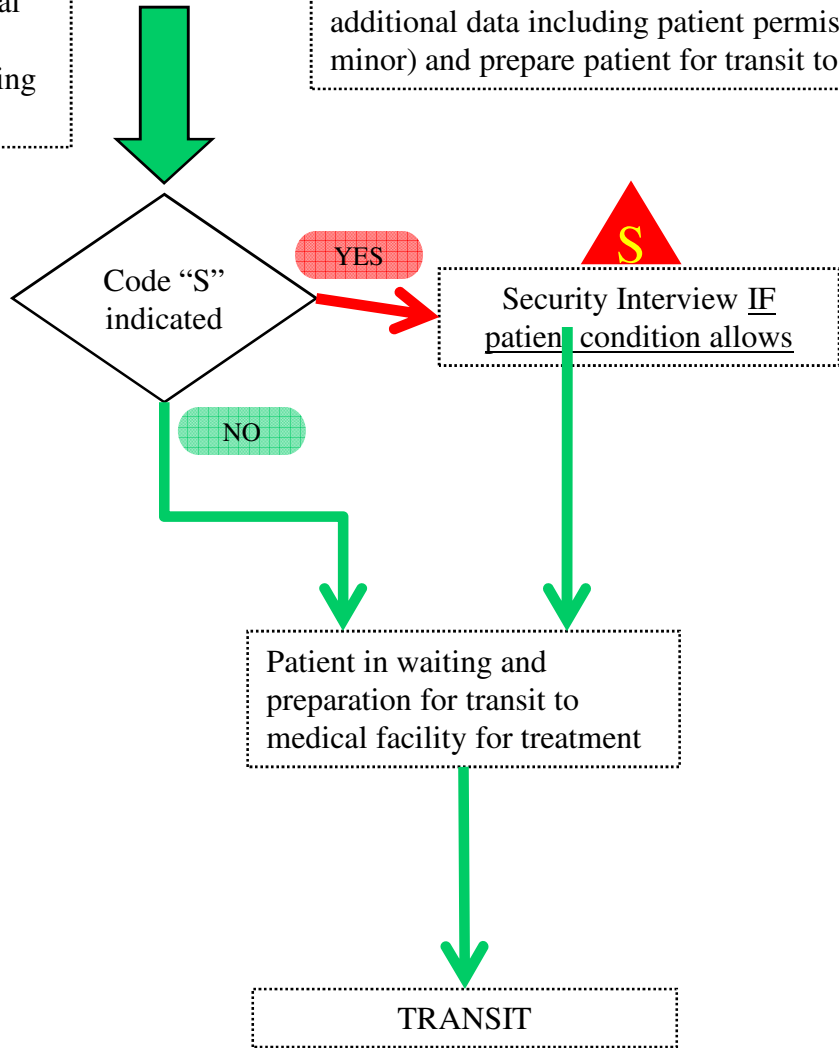 al
ing
additional data including patient permis
minor) and prepare patient for transit to
S
YES
Code “S”
indicated
Security Interview IF
patient condition allows
NO
Patient in waiting and
preparation for transit to
medical facility for treatment
TRANSIT